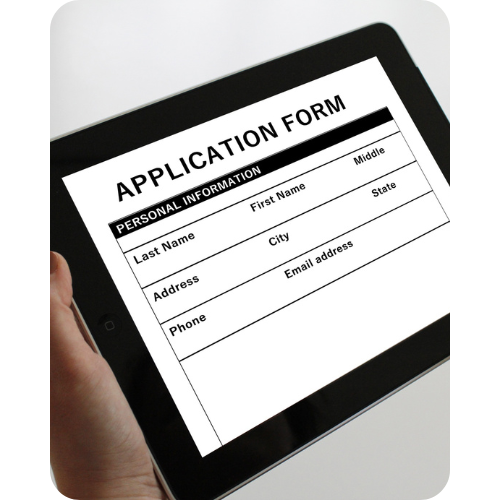 APPLICATION FORM
PERSONAL INFORMATION
Last Name First Name Middle
Address City State
Phone Email address